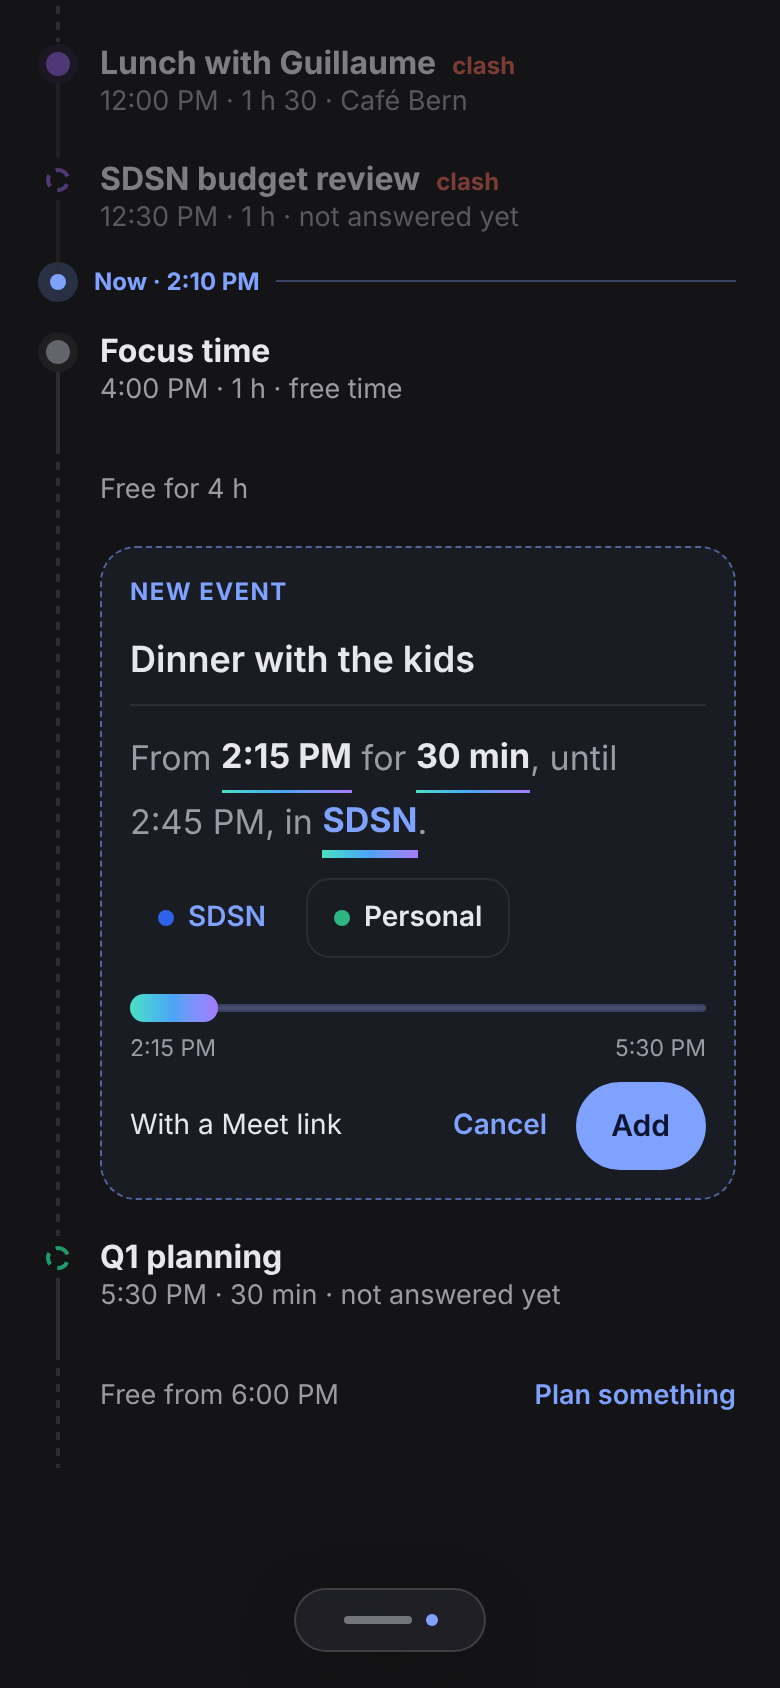 Lunch with Guillaume clash
12:00 PM · 1 h 30 · Café Bern
SDSN budget review clash
12:30 PM · 1 h · not answered yet
Now · 2:10 PM
Focus time
4:00 PM · 1 h · free time
Free for 4 h
NEW EVENT
Dinner with the kids
From 2:15 PM for 30 min, until
2:45 PM, in SDSN.
SDSN Personal
2:15 PM 5:30 PM
With a Meet link Cancel Add
Q1 planning
5:30 PM · 30 min · not answered yet
Free from 6:00 PM Plan something